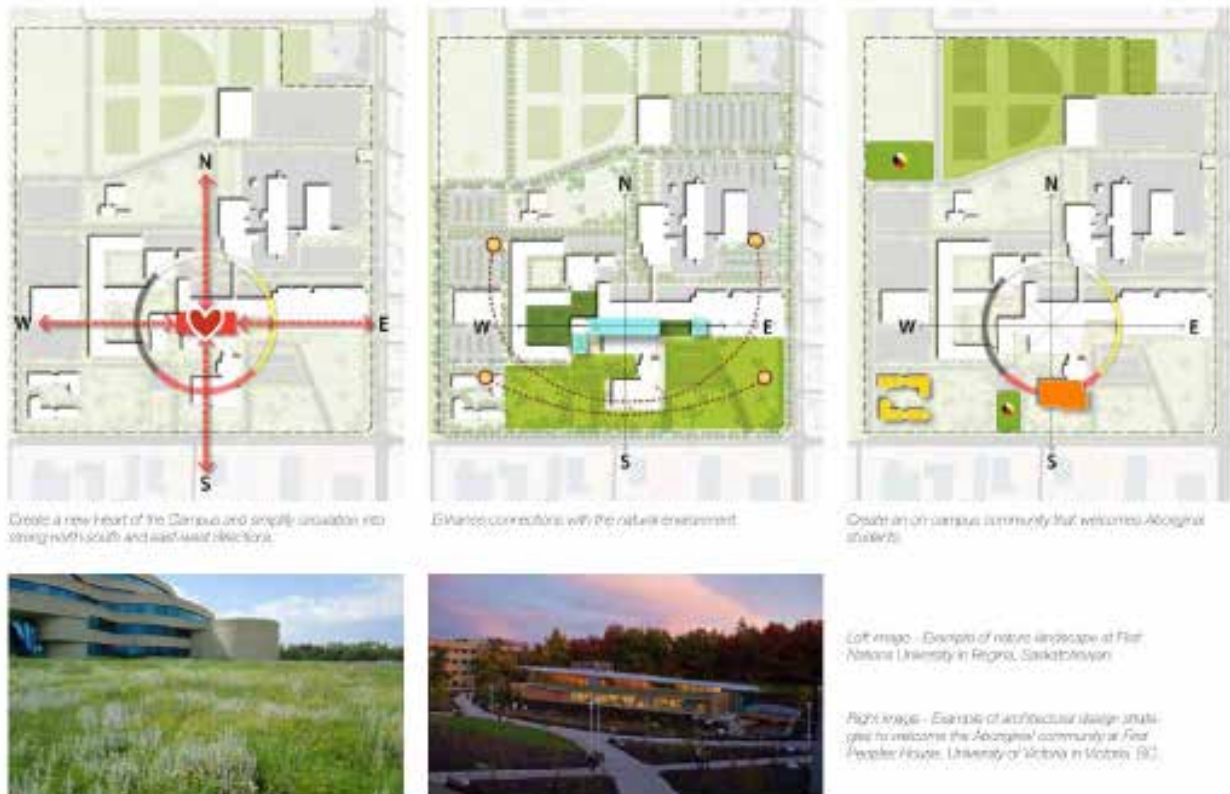 N
W
E
S
N
W
E
S
N
W
E
S
Create a new Heart of the Campus and simplify circulation into
strong north-south and east-west directions.
Enhance connections with the natural environment.
Create an on-campus community that welcomes Aboriginal
students.
Left image - Example of nature landscape at First
Nations University in Regina, Saskatchewan.
Right image - Example of architectural design strate-
gies to welcome the Aboriginal community at First
Peoples House, University of Victoria in Victoria, BC.